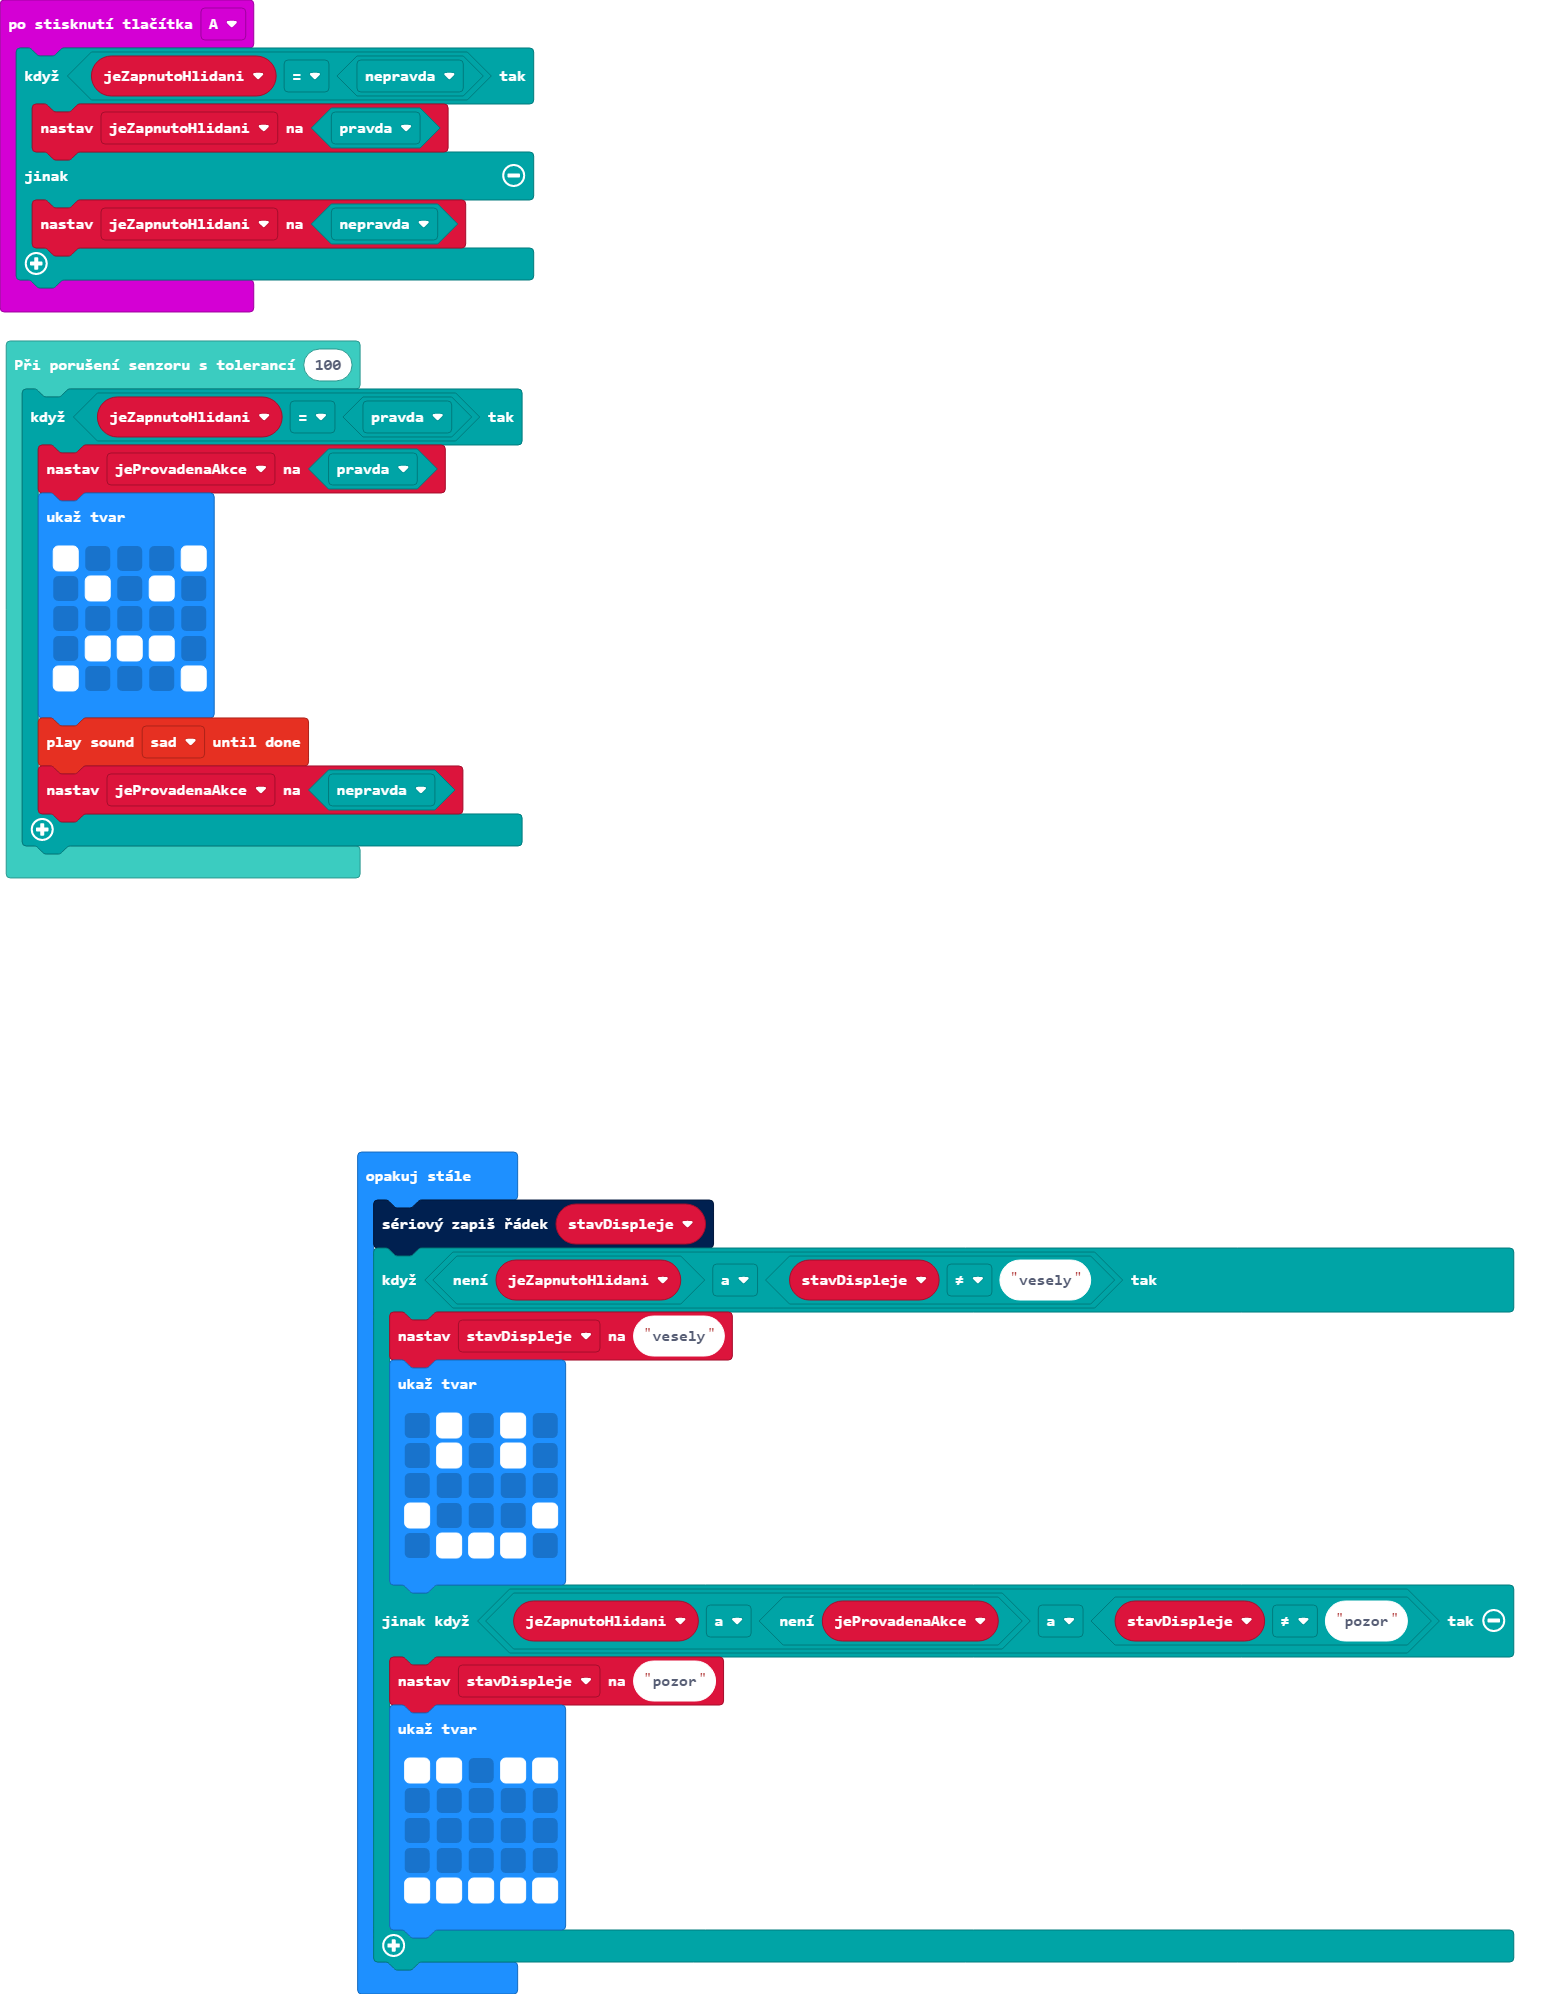 po stisknutí tlačítka A
když jeZapnutoHlidani = nepravda tak
nastav jeZapnutoHlidani na pravda
jinak
nastav jeZapnutoHlidani na nepravda
Při porušení senzoru s tolerancí 100
když jeZapnutoHlidani = pravda tak
nastav jeProvadenaAkce na pravda
ukaž tvar
play sound sad until done
nastav jeProvadenaAkce na nepravda
opakuj stále
sériový zapiš řádek stavDispleje
když není jeZapnutoHlidani a stavDispleje ≠ "vesely" tak
nastav stavDispleje na "vesely"
ukaž tvar
jinak když jeZapnutoHlidani a není jeProvadenaAkce a stavDispleje ≠ "pozor" tak
nastav stavDispleje na "pozor"
ukaž tvar